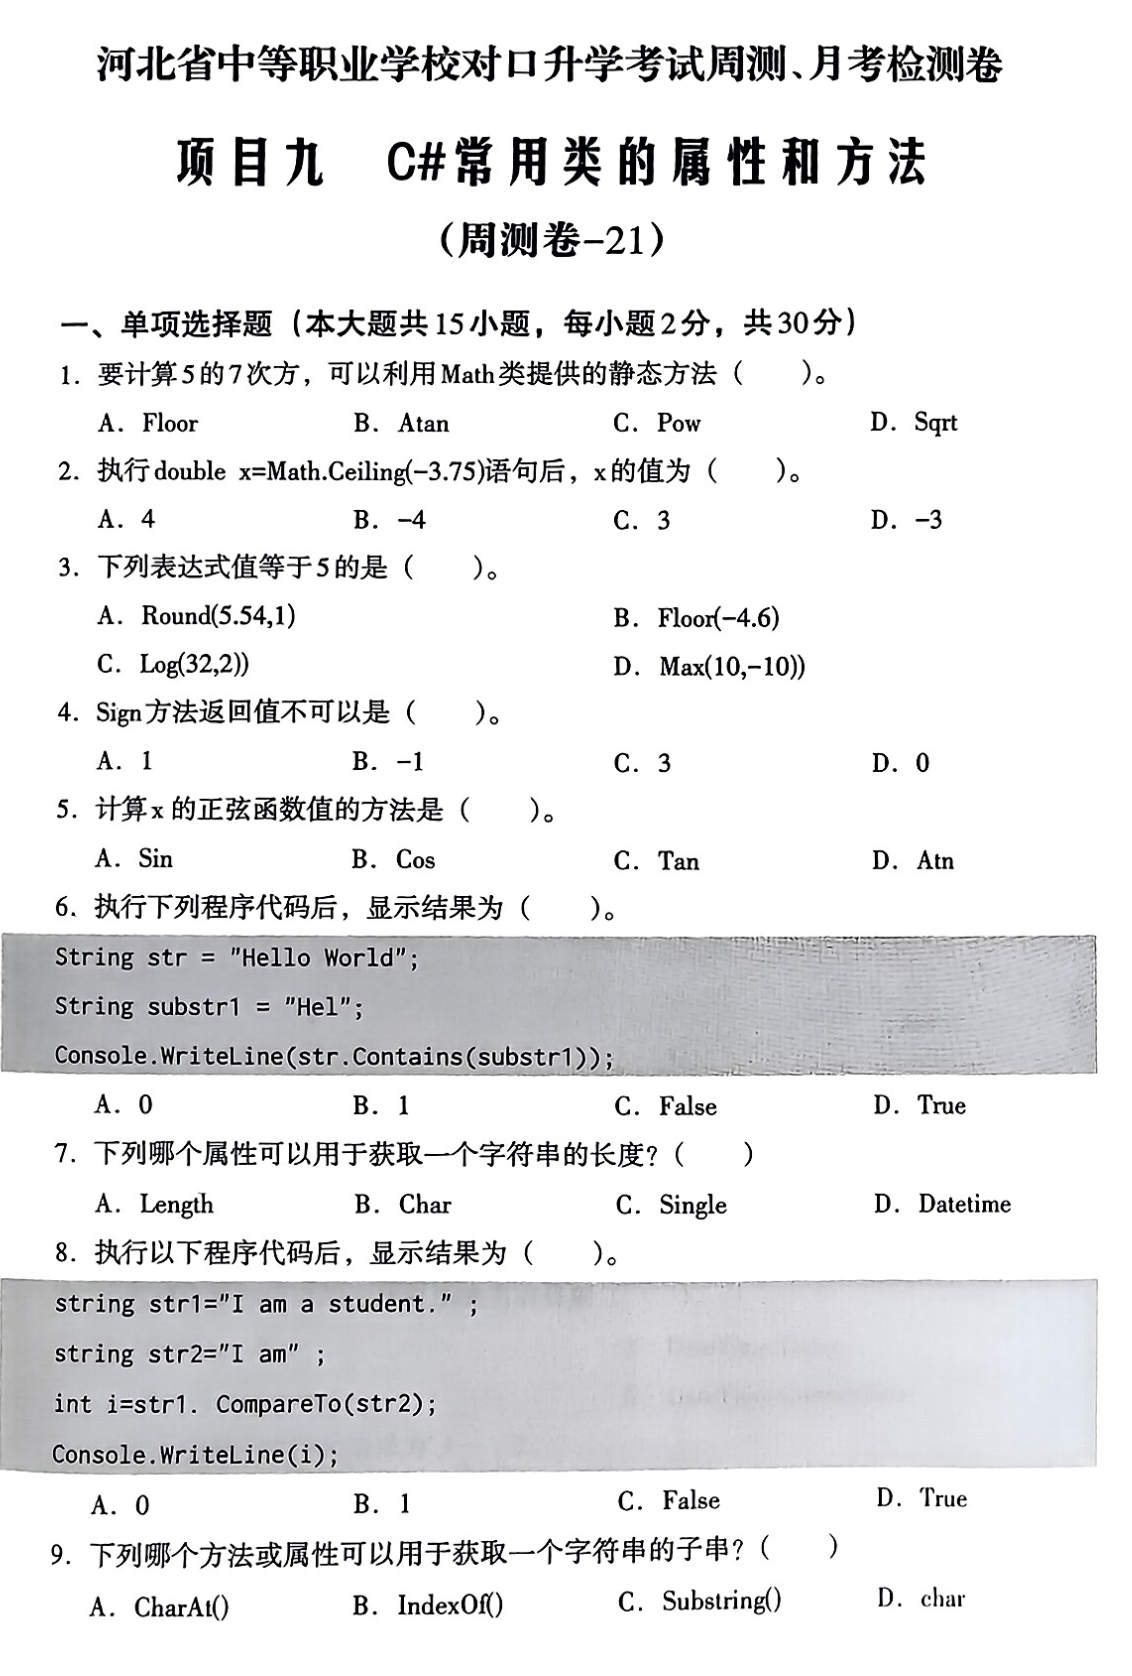 河北省中等职业学校对口升学考试周测、月考检测卷
项目九 C#常用类的属性和方法
（周测卷-21）
一、单项选择题（本大题共15小题，每小题2分，共30分）
1. 要计算5的7次方，可以利用Math类提供的静态方法（　　）。
A. Floor B. Atan C. Pow D. Sqrt
2. 执行double x=Math.Ceiling(-3.75)语句后，x的值为（　　）。
A. 4 B. -4 C. 3 D. -3
3. 下列表达式值等于5的是（　　）。
A. Round(5.54,1) B. Floor(-4.6)
C. Log(32,2)) D. Max(10,-10))
4. Sign方法返回值不可以是（　　）。
A. 1 B. -1 C. 3 D. 0
5. 计算x 的正弦函数值的方法是（　　）。
A. Sin B. Cos C. Tan D. Atn
6. 执行下列程序代码后，显示结果为（　　）。
String str = "Hello World";
String substr1 = "Hel";
Console.WriteLine(str.Contains(substr1));
A. 0 B. 1 C. False D. True
7. 下列哪个属性可以用于获取一个字符串的长度？（　　）
A. Length B. Char C. Single D. Datetime
8. 执行以下程序代码后，显示结果为（　　）。
string str1="I am a student." ;
string str2="I am" ;
int i=str1. CompareTo(str2);
Console.WriteLine(i);
A. 0 B. 1 C. False D. True
9. 下列哪个方法或属性可以用于获取一个字符串的子串？（　　）
A. CharAt() B. IndexOf() C. Substring() D. char